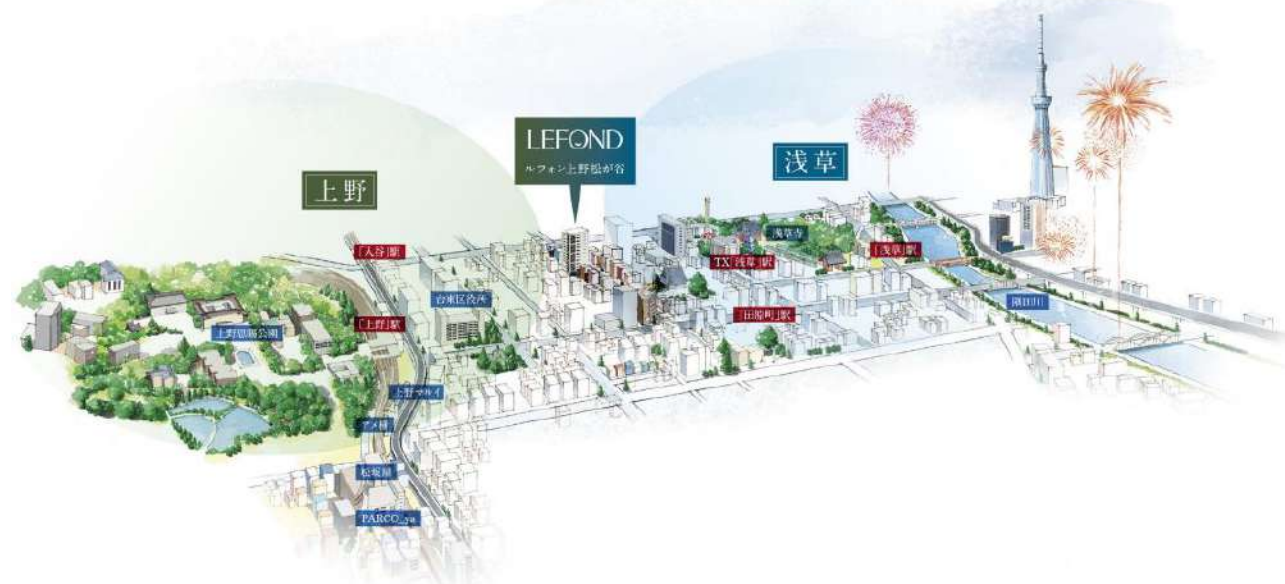 LEFOND
ルフォン上野松が谷
上野
浅草
「入谷」駅
浅草寺
TX「浅草」駅
「浅草」駅
台東区役所
隅田川
「上野」駅
「田原町」駅
上野恩賜公園
上野マルイ
アメ横
松坂屋
PARCO_ya